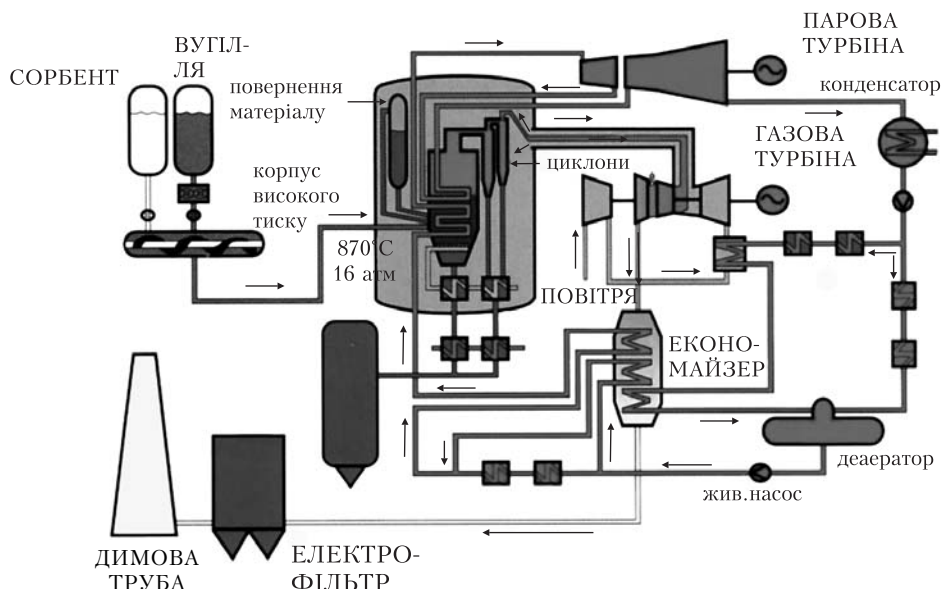 ПАРОВА
ТУРБІНА
ВУГІЛ-
ЛЯ
СОРБЕНТ
повернення
матеріалу
конденсатор
ГАЗОВА
ТУРБІНА
циклони
корпус
високого
тиску
870°С
16 атм
ПОВІТРЯ
ЕКОНО-
МАЙЗЕР
деаератор
жив.насос
ДИМОВА
ТРУБА
ЕЛЕКТРО-
ФІЛЬТР